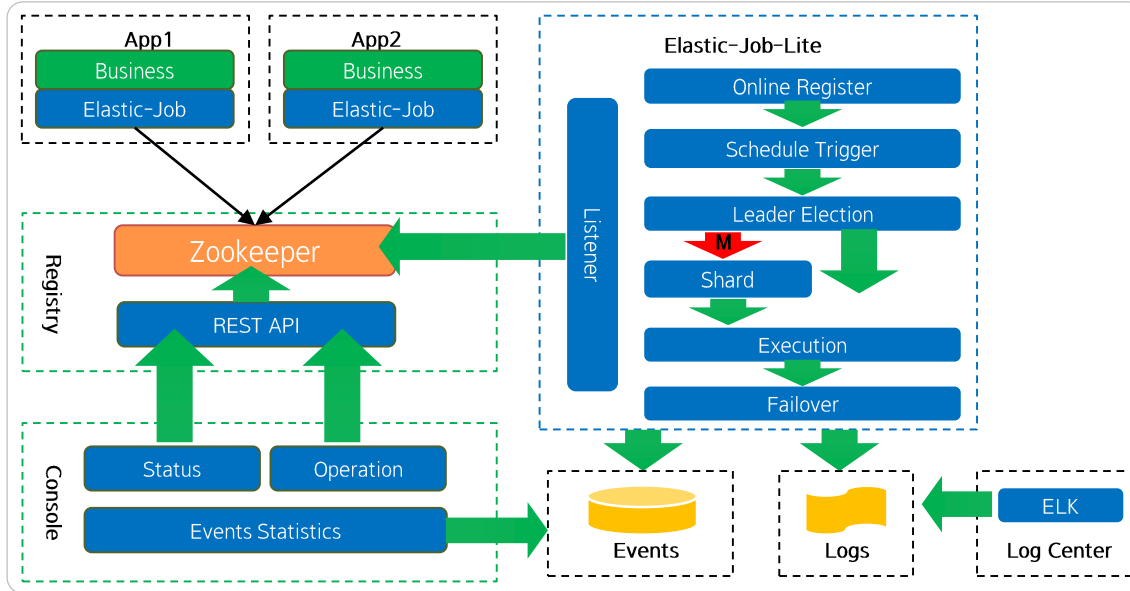 App1
Business
Elastic-Job
App2
Business
Elastic-Job
Elastic-Job-Lite
Online Register
Schedule Trigger
Leader Election
M
Shard
Execution
Failover
Listener
Registry
Zookeeper
REST API
Console
Status
Operation
Events Statistics
Events
Logs
ELK
Log Center